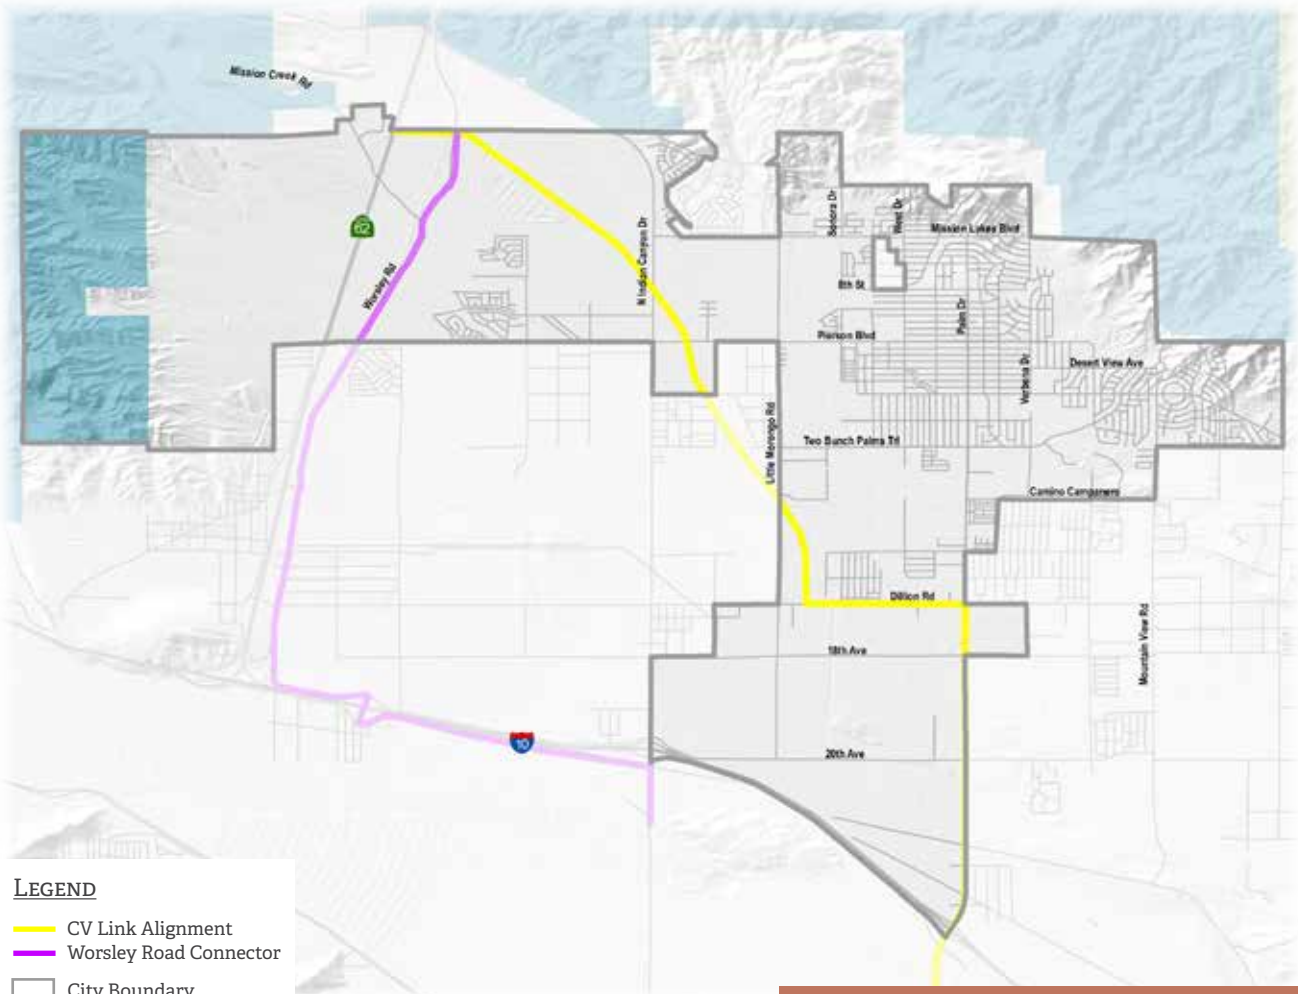 Mission Creek Rd
62
Worsley Rd
N Indian Canyon Dr
Sonora Dr
West Dr
Mission Lakes Blvd
8th St
Palm Dr
Pierson Blvd
Verbena Dr
Desert View Ave
Little Morongo Rd
Two Bunch Palms Trl
Camino Campanero
Dillion Rd
18th Ave
Mountain View Rd
20th Ave
10
LEGEND
CV Link Alignment
Worsley Road Connector
City Boundary